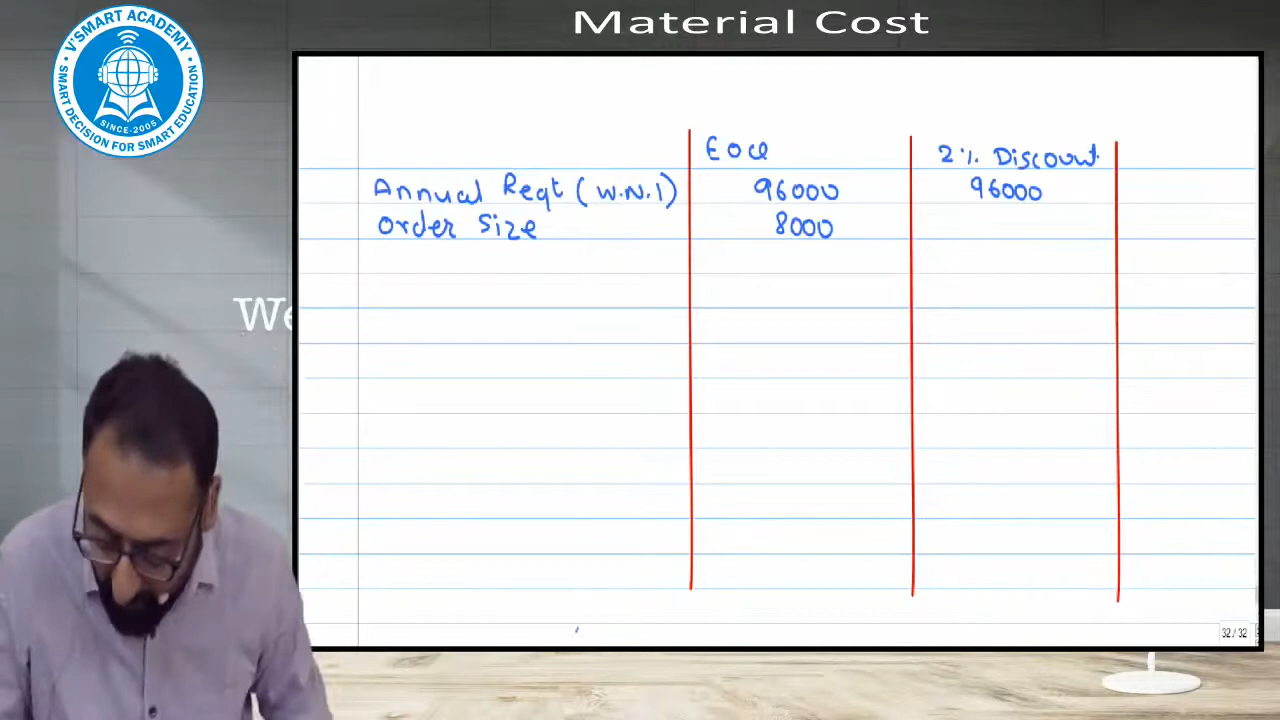 Material Cost
V'SMART ACADEMY
SMART DECISION FOR SMART EDUCATION
SINCE-2005
We
EOQ 2% Discount
Annual Reqt (W.N.1) 96000 96000
Order Size 8000
32/32